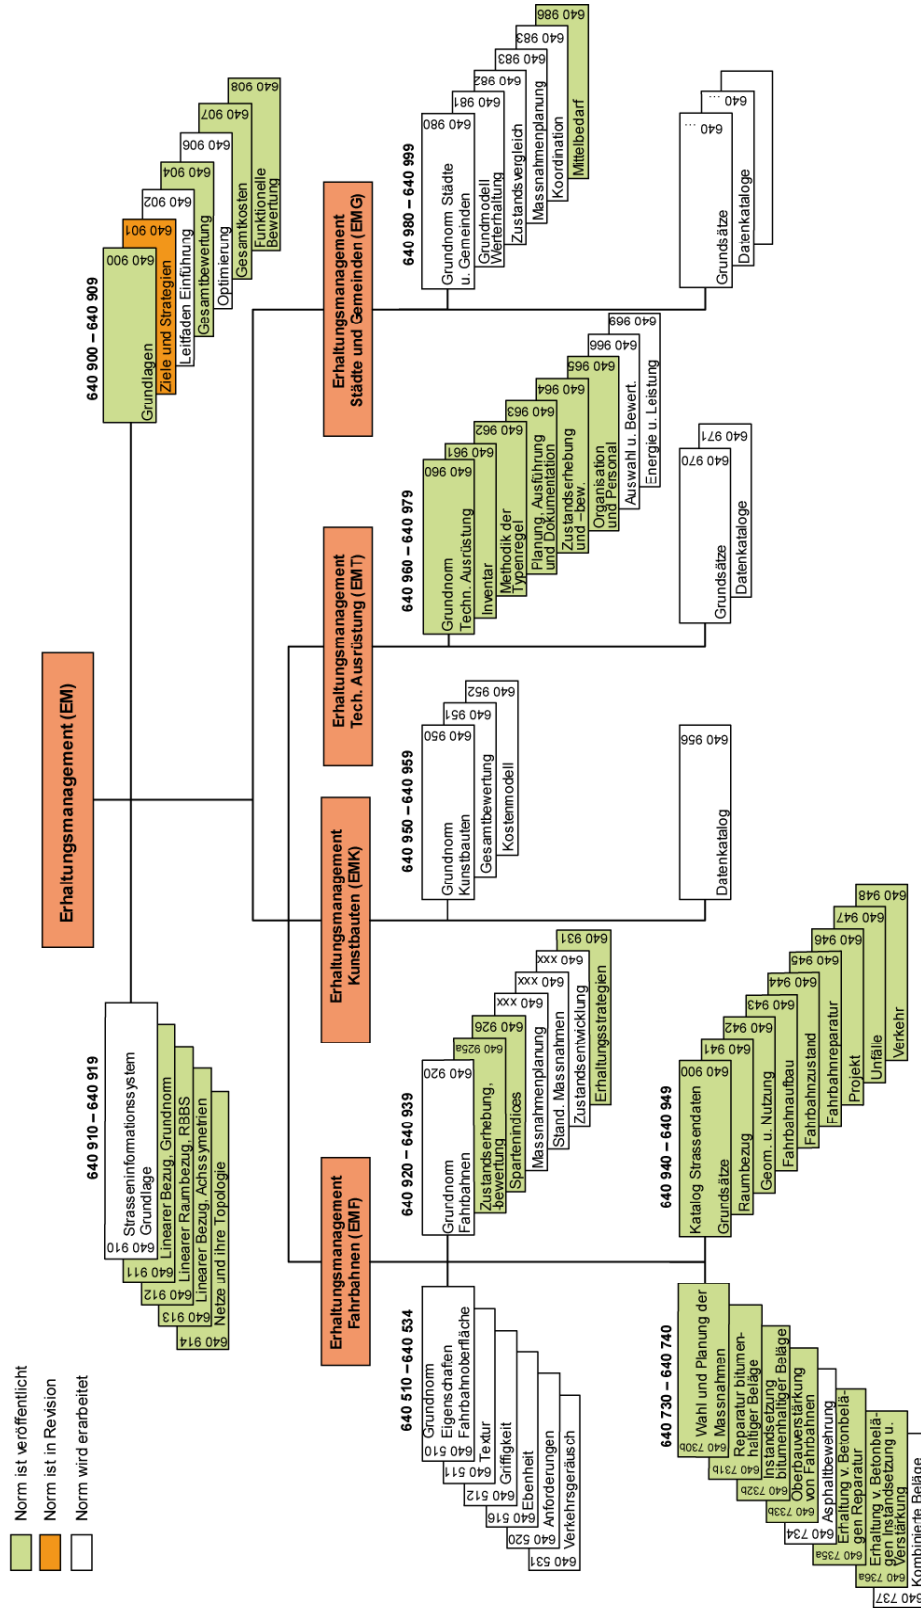 Norm ist veröffentlicht
Norm ist in Revision
Norm wird erarbeitet
Erhaltungsmanagement (EM)
640 910 – 640 919
640 910
Strasseninformationssystem
Grundlage
640 911
Linearer Bezug, Grundnorm
640 912
Linearer Raumbezug, RBBS
640 913
Linearer Bezug, Achssymetrien
640 914
Netze und ihre Topologie
640 900 – 640 909
640 900
Grundlagen
640 901
Ziele und Strategien
640 902
Leitfaden Einführung
640 904
Gesamtbewertung
640 906
Optimierung
640 907
Gesamtkosten
640 908
Funktionelle
Bewertung
Erhaltungsmanagement
Fahrbahnen (EMF)
Erhaltungsmanagement
Kunstbauten (EMK)
Erhaltungsmanagement
Tech. Ausrüstung (EMT)
Erhaltungsmanagement
Städte und Gemeinden (EMG)
640 510 – 640 534
640 510
Grundnorm
Eigenschaften
Fahrbahnoberfläche
640 511
Textur
640 512
Griffigkeit
640 516
Ebenheit
640 520
Anforderungen
640 531
Verkehrsgeräusch
640 920 – 640 939
640 920
Grundnorm
Fahrbahnen
640 925a
Zustandserhebung,
-bewertung
640 926
Spartenindices
640 xxx
Massnahmenplanung
640 xxx
Stand. Massnahmen
640 xxx
Zustandsentwicklung
640 931
Erhaltungsstrategien
640 950 – 640 959
640 950
Grundnorm
Kunstbauten
640 951
Gesamtbewertung
640 952
Kostenmodell
640 960 – 640 979
640 960
Grundnorm
Techn. Ausrüstung
640 961
Inventar
640 962
Methodik der
Typenregel
640 963
Planung, Ausführung
und Dokumentation
640 964
Zustandserhebung
und –bew.
640 965
Organisation
und Personal
640 966
Auswahl u. Bewert.
640 969
Energie u. Leistung
640 980 – 640 999
640 980
Grundnorm Städte
u. Gemeinden
640 981
Grundmodell
Werterhaltung
640 982
Zustandsvergleich
640 983
Massnahmenplanung
640 983
Koordination
640 986
Mittelbedarf
640 730 – 640 740
640 730b
Wahl und Planung der
Massnahmen
640 731b
Reparatur bitumen-
haltiger Beläge
640 732b
Instandsetzung
bitumenhaltiger Beläge
640 733b
Oberbauverstärkung
von Fahrbahnen
640 734
Asphaltbewehrung
640 735a
Erhaltung v. Betonbelä-
gen Reparatur
640 736a
Erhaltung v. Betonbelä-
gen Instandsetzung u.
Verstärkung
640 737
Kombinierte Beläge
640 940 – 640 949
640 900
Katalog Strassendaten
Grundsätze
640 941
Raumbezug
640 942
Geom. u. Nutzung
640 943
Fahrbahnaufbau
640 944
Fahrbahnzustand
640 945
Fahrbahnreparatur
640 946
Projekt
640 947
Unfälle
640 948
Verkehr
640 956
Datenkatalog
640 970
Grundsätze
640 971
Datenkataloge
640 ...
Grundsätze
640 ...
Datenkataloge